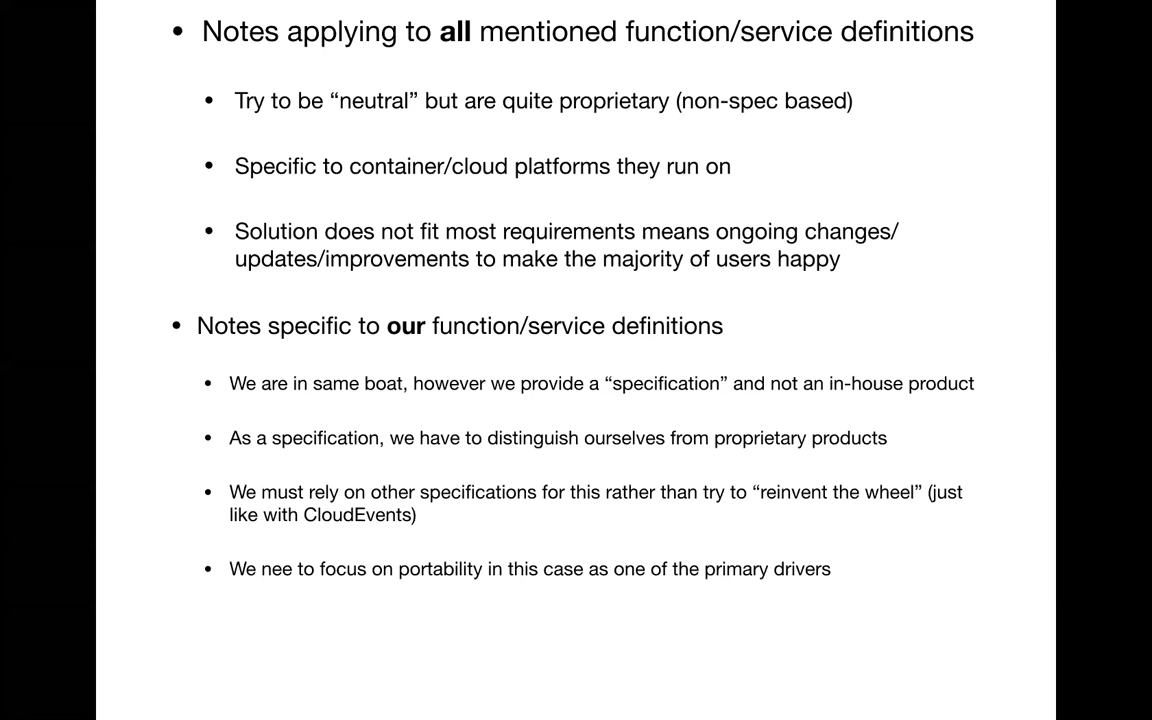 • Notes applying to all mentioned function/service definitions
• Try to be “neutral” but are quite proprietary (non-spec based)
• Specific to container/cloud platforms they run on
• Solution does not fit most requirements means ongoing changes/
updates/improvements to make the majority of users happy
• Notes specific to our function/service definitions
• We are in same boat, however we provide a “specification” and not an in-house product
• As a specification, we have to distinguish ourselves from proprietary products
• We must rely on other specifications for this rather than try to “reinvent the wheel” (just
like with CloudEvents)
• We nee to focus on portability in this case as one of the primary drivers